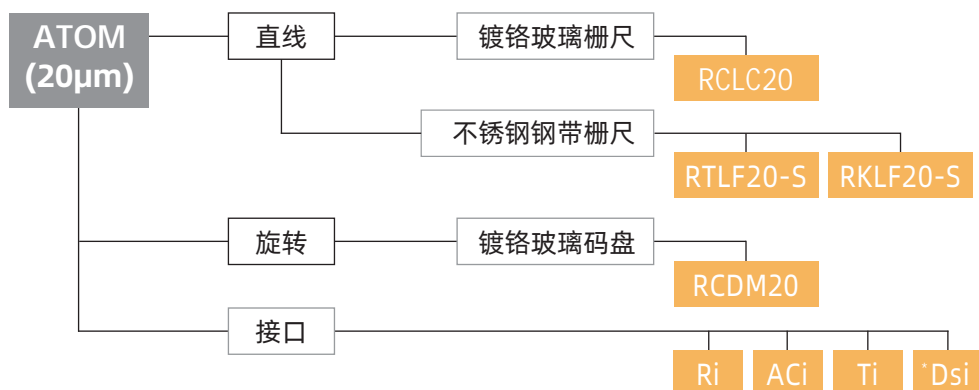 ATOM
(20µm)
直线
镀铬玻璃栅尺
RCLC20
不锈钢钢带栅尺
RTLF20-S
RKLF20-S
旋转
镀铬玻璃码盘
RCDM20
接口
Ri
ACi
Ti
*Dsi